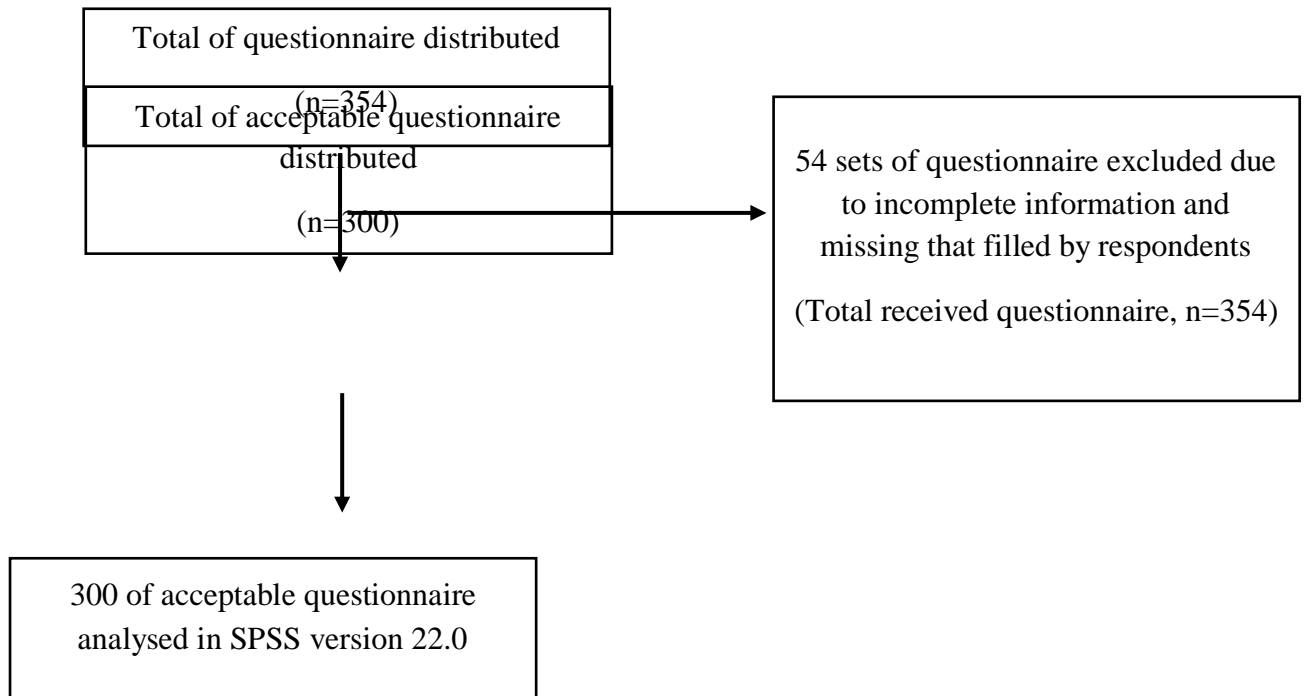 Total of questionnaire distributed
(n=354)
Total of acceptable questionnaire
distributed
(n=300)
54 sets of questionnaire excluded due
to incomplete information and
missing that filled by respondents
(Total received questionnaire, n=354)
300 of acceptable questionnaire
analysed in SPSS version 22.0